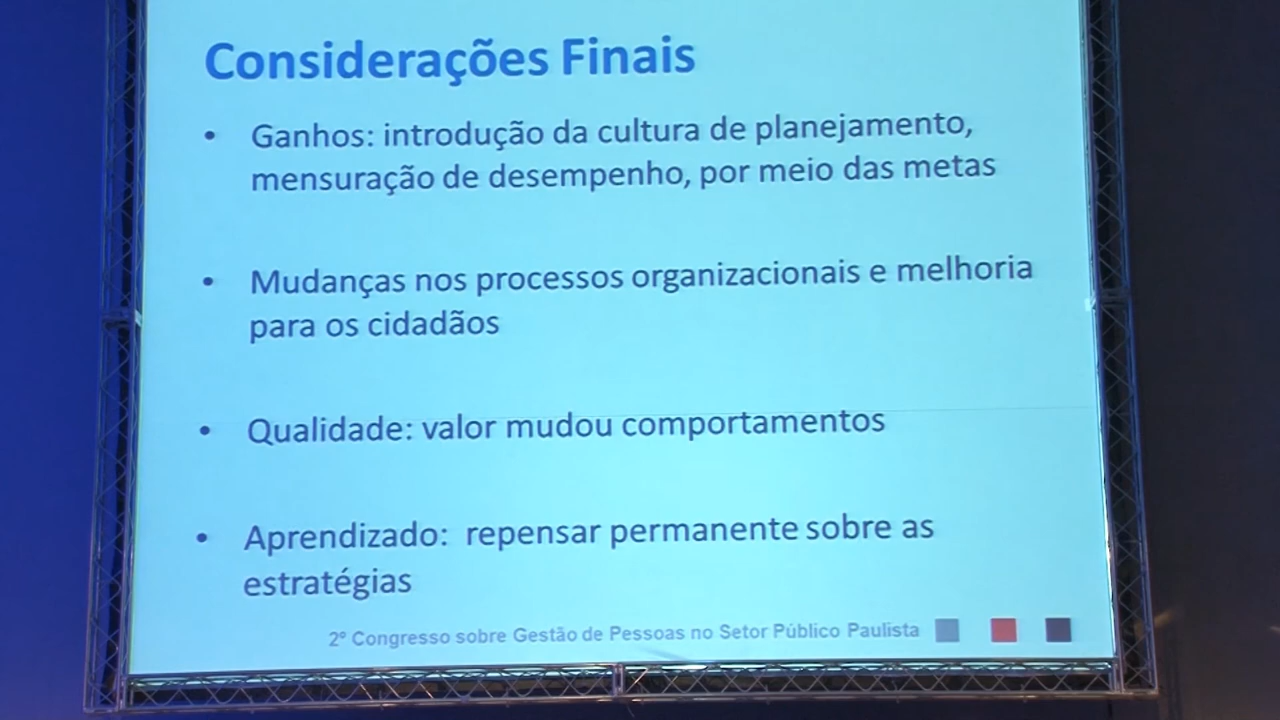 Considerações Finais
• Ganhos: introdução da cultura de planejamento,
mensuração de desempenho, por meio das metas
• Mudanças nos processos organizacionais e melhoria
para os cidadãos
• Qualidade: valor mudou comportamentos
• Aprendizado:  repensar permanente sobre as
estratégias
2º Congresso sobre Gestão de Pessoas no Setor Público Paulista